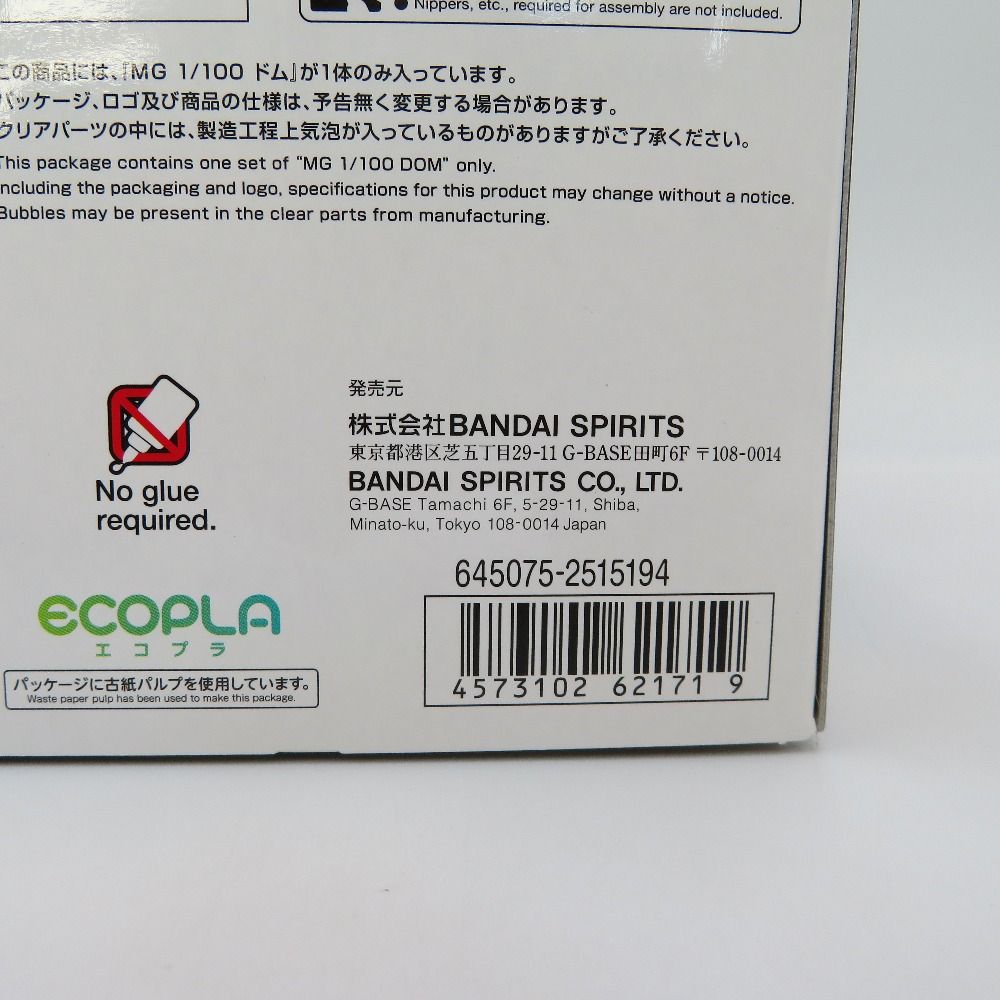 Nippers, etc., required for assembly are not included.
この商品には、『MG 1/100 ドム』が1体のみ入っています。
パッケージ、ロゴ及び商品の仕様は、予告無く変更する場合があります。
クリアパーツの中には、製造工程上気泡が入っているものがありますがご了承ください。
This package contains one set of "MG 1/100 DOM" only.
Including the packaging and logo, specifications for this product may change without a notice.
Bubbles may be present in the clear parts from manufacturing.
No glue
required.
発売元
株式会社BANDAI SPIRITS
東京都港区芝五丁目29-11 G-BASE田町6F 〒108-0014
BANDAI SPIRITS CO., LTD.
G-BASE Tamachi 6F, 5-29-11, Shiba,
Minato-ku, Tokyo 108-0014 Japan
645075-2515194
4573102 62171 9
ECOPLA
エコプラ
パッケージに古紙パルプを使用しています。
Waste paper pulp has been used to make this package.